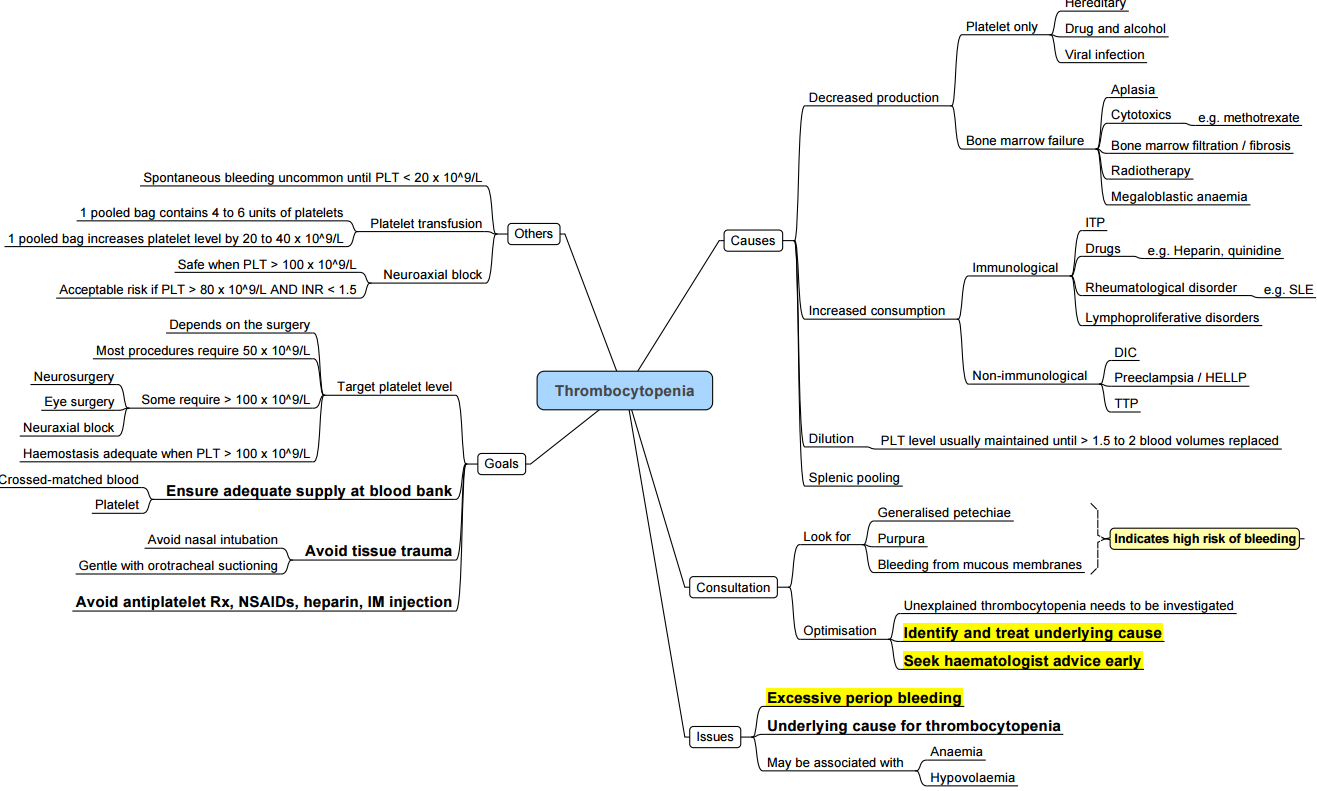 Thrombocytopenia
Causes
Decreased production
Platelet only
Hereditary
Drug and alcohol
Viral infection
Bone marrow failure
Aplasia
Cytotoxics
e.g. methotrexate
Bone marrow filtration / fibrosis
Radiotherapy
Megaloblastic anaemia
Increased consumption
Immunological
ITP
Drugs
e.g. Heparin, quinidine
Rheumatological disorder
e.g. SLE
Lymphoproliferative disorders
Non-immunological
DIC
Preeclampsia / HELLP
TTP
Dilution
PLT level usually maintained until > 1.5 to 2 blood volumes replaced
Splenic pooling
Consultation
Look for
Generalised petechiae
Purpura
Bleeding from mucous membranes
Indicates high risk of bleeding
Optimisation
Unexplained thrombocytopenia needs to be investigated
Identify and treat underlying cause
Seek haematologist advice early
Issues
Excessive periop bleeding
Underlying cause for thrombocytopenia
May be associated with
Anaemia
Hypovolaemia
Goals
Target platelet level
Depends on the surgery
Most procedures require 50 x 10^9/L
Some require > 100 x 10^9/L
Neurosurgery
Eye surgery
Neuraxial block
Haemostasis adequate when PLT > 100 x 10^9/L
Ensure adequate supply at blood bank
Crossed-matched blood
Platelet
Avoid tissue trauma
Avoid nasal intubation
Gentle with orotracheal suctioning
Avoid antiplatelet Rx, NSAIDs, heparin, IM injection
Others
Spontaneous bleeding uncommon until PLT < 20 x 10^9/L
Platelet transfusion
1 pooled bag contains 4 to 6 units of platelets
1 pooled bag increases platelet level by 20 to 40 x 10^9/L
Neuroaxial block
Safe when PLT > 100 x 10^9/L
Acceptable risk if PLT > 80 x 10^9/L AND INR < 1.5